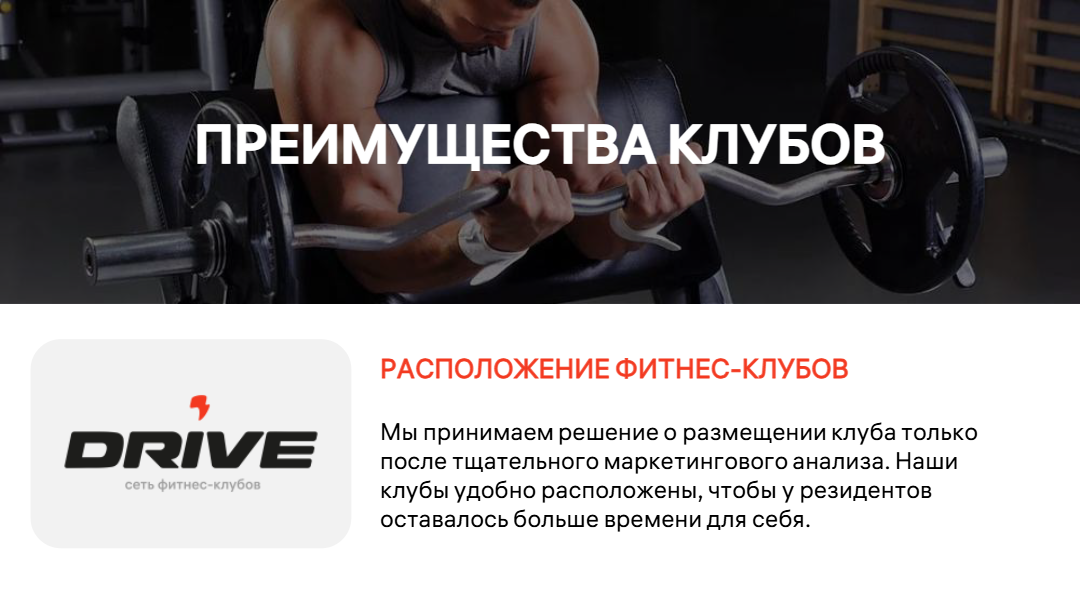 ПРЕИМУЩЕСТВА КЛУБОВ
DRIVE
сеть фитнес-клубов
РАСПОЛОЖЕНИЕ ФИТНЕС-КЛУБОВ
Мы принимаем решение о размещении клуба только
после тщательного маркетингового анализа. Наши
клубы удобно расположены, чтобы у резидентов
оставалось больше времени для себя.